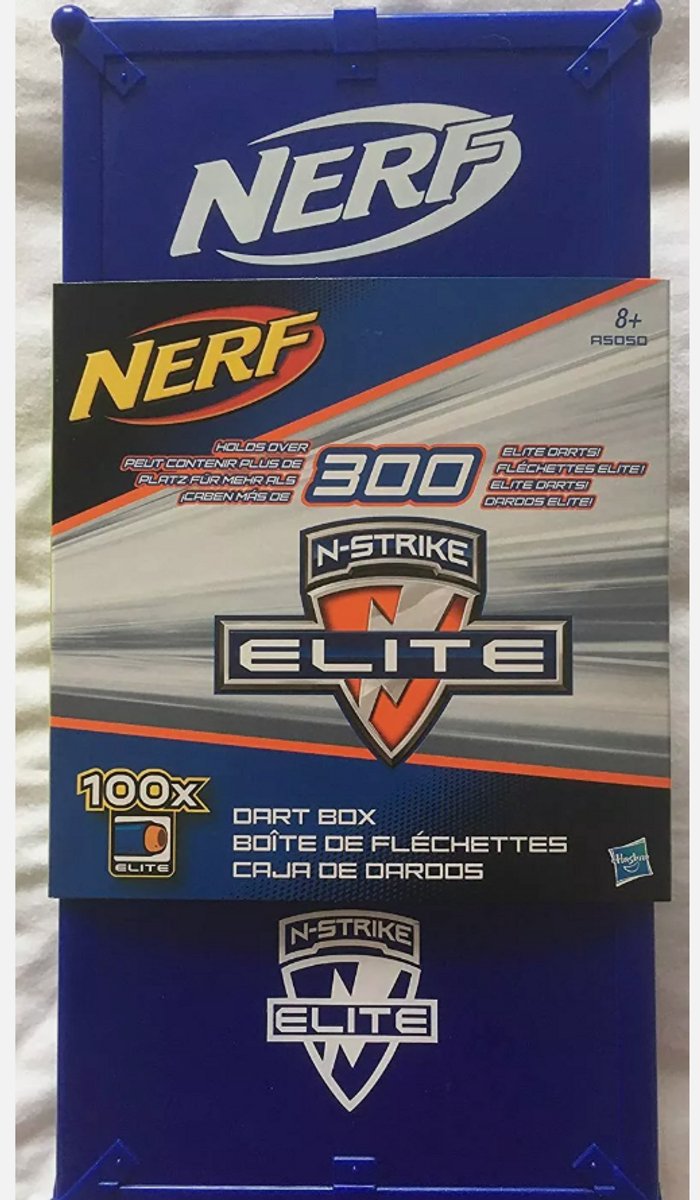 NERF
NERF
8+
A5050
HOLDS OVER
PEUT CONTENIR PLUS DE
PLATZ FÜR MEHR ALS
¡CABEN MÁS DE
300
ELITE DARTS!
FLÉCHETTES ELITE!
ELITE DARTS!
DARDOS ELITE!
N-STRIKE
ELITE
100x
ELITE
DART BOX
BOÎTE DE FLÉCHETTES
CAJA DE DARDOS
Hasbro
N-STRIKE
ELITE